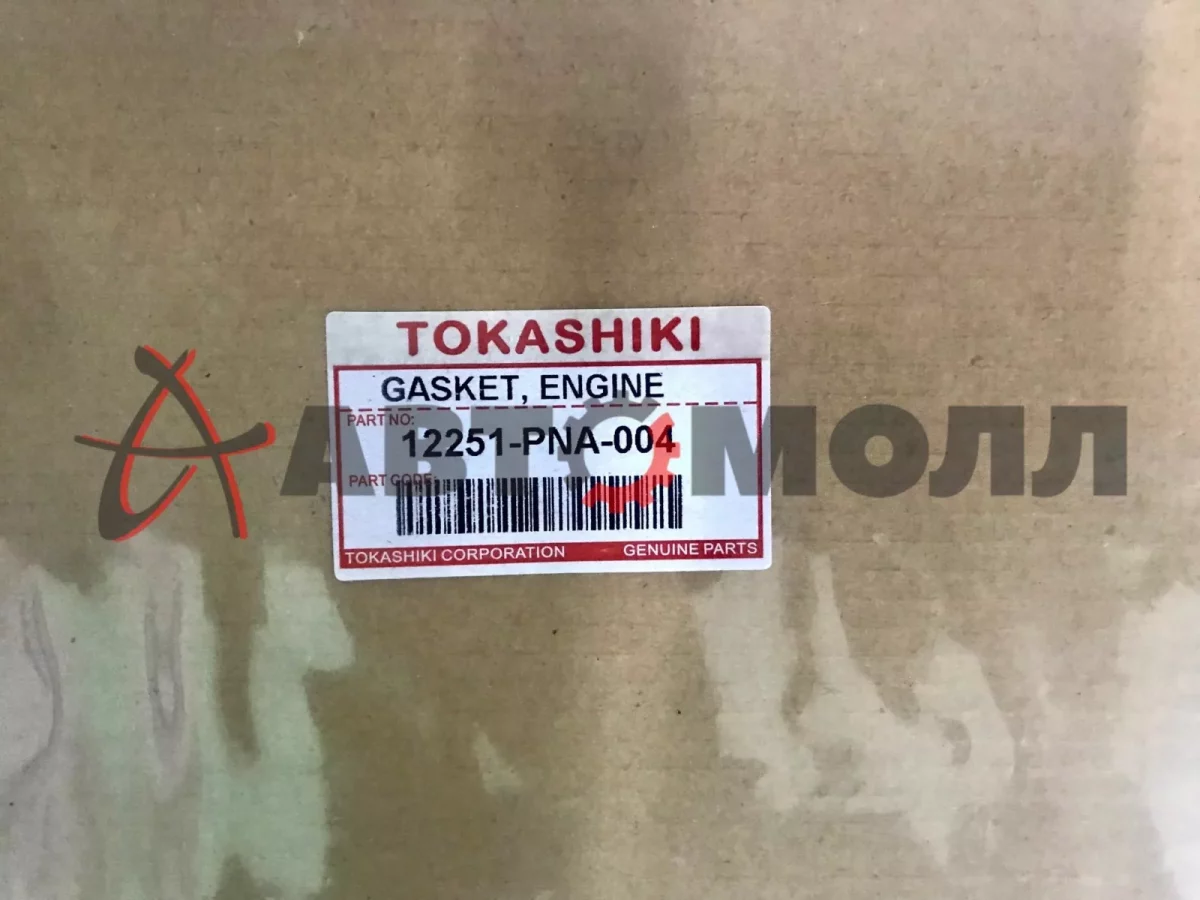 TOKASHIKI
GASKET, ENGINE
PART NO:
12251-PNA-004
АВТОМОЛЛ
PART CODE:
TOKASHIKI CORPORATION GENUINE PARTS